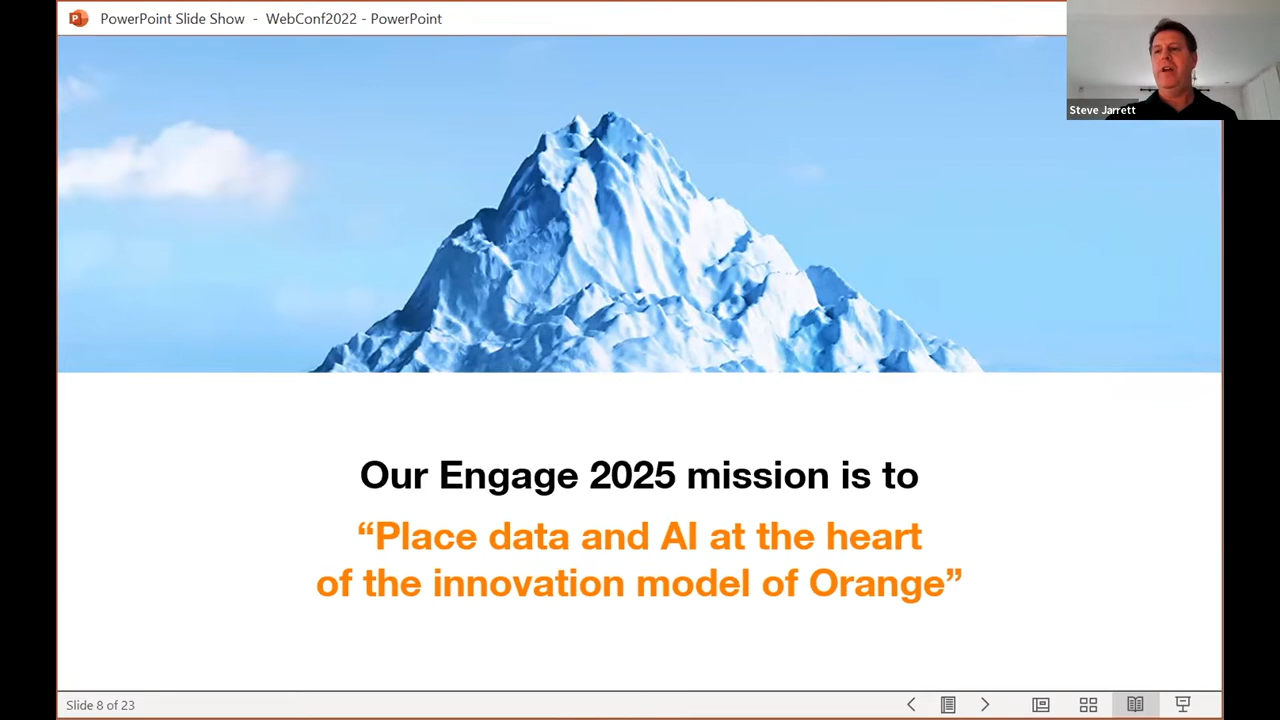 PowerPoint Slide Show - WebConf2022 - PowerPoint
Steve Jarrett
Our Engage 2025 mission is to
“Place data and AI at the heart
of the innovation model of Orange”
Slide 8 of 23